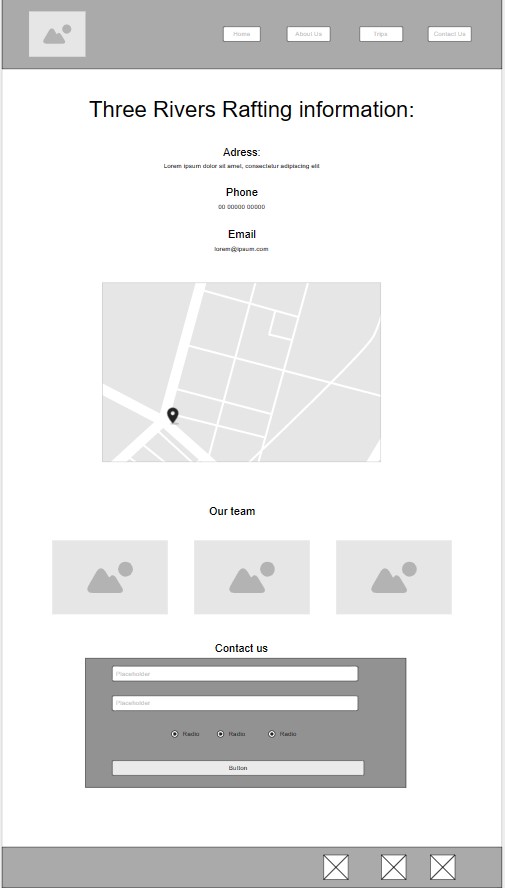 Home
About Us
Trips
Contact Us
Three Rivers Rafting information:
Adress:
Lorem ipsum dolor sit amet, consectetur adipiscing elit
Phone
00 00000 00000
Email
lorem@ipsum.com
Our team
Contact us
Placeholder
Placeholder
Radio Radio Radio
Button